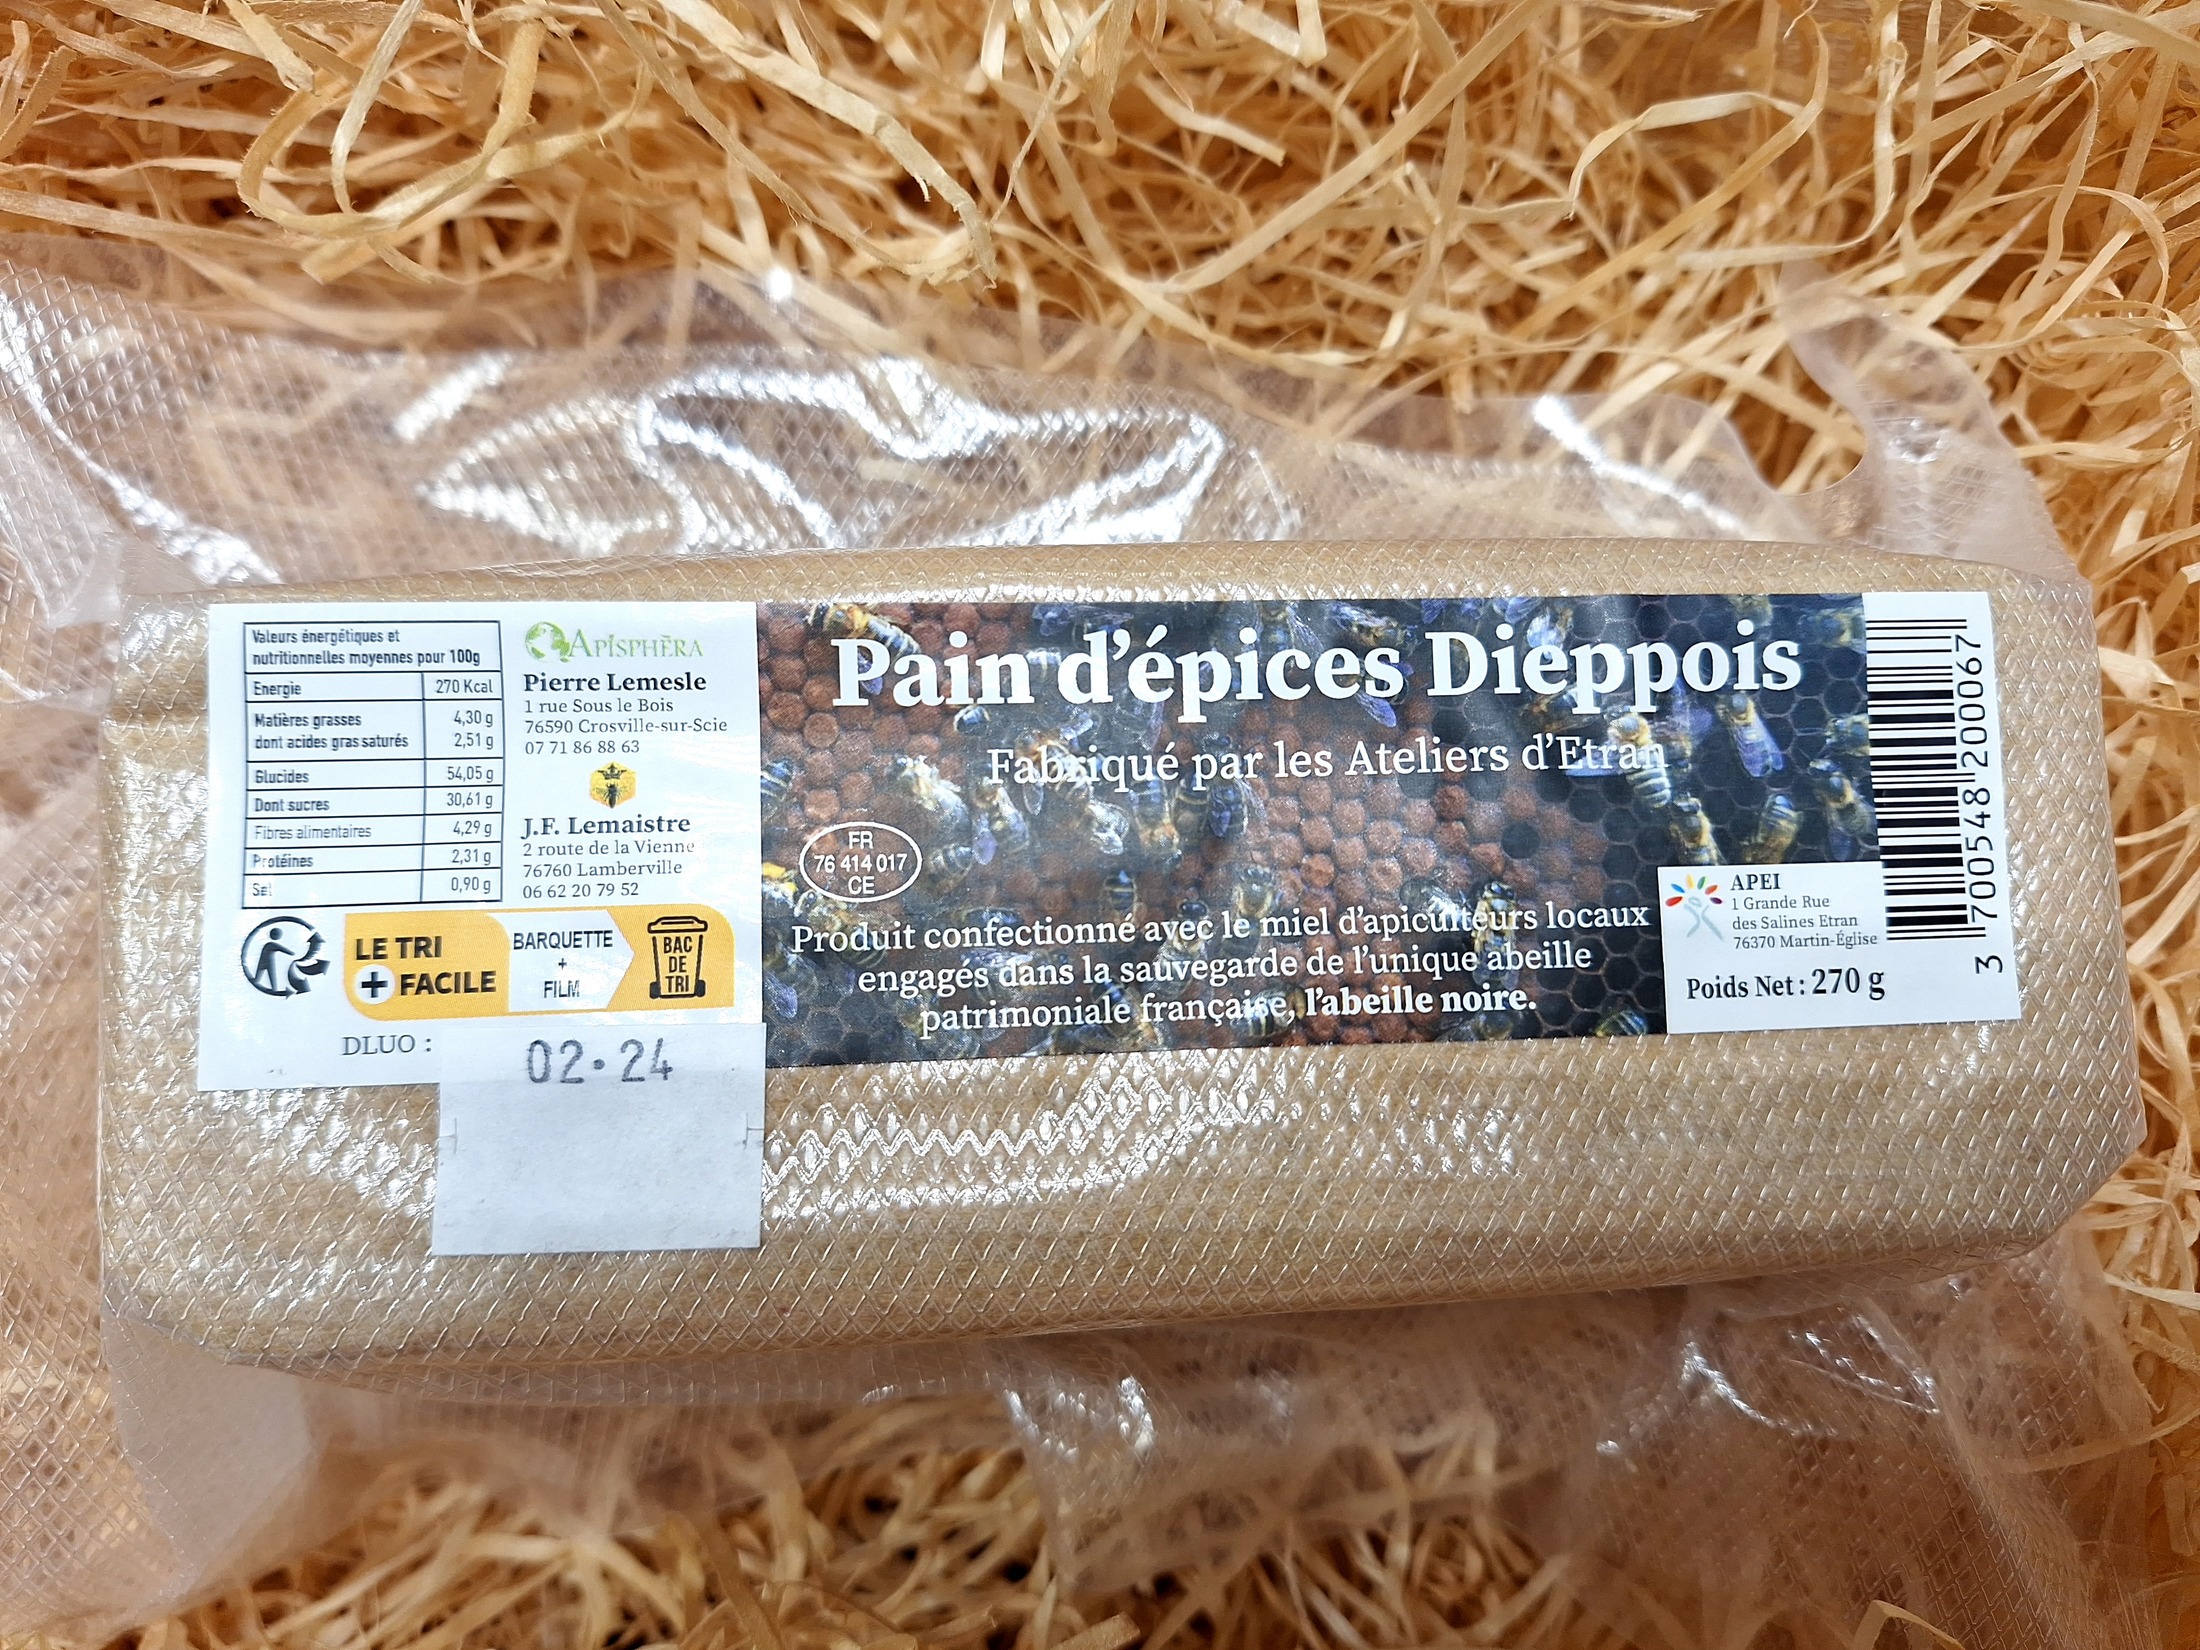 Valeurs énergétiques et
nutritionnelles moyennes pour 100g
Energie 270 Kcal
Matières grasses 4,30 g
dont acides gras saturés 2,51 g
Glucides 54,05 g
Dont sucres 30,61 g
Fibres alimentaires 4,29 g
Protéines 2,31 g
Sel 0,90 g
APISPHĒRA
Pierre Lemesle
1 rue Sous le Bois
76590 Crosville-sur-Scie
07 71 86 88 63
J.F. Lemaistre
2 route de la Vienne
76760 Lamberville
06 62 20 79 52
LE TRI
+ FACILE
BARQUETTE
+
FILM
BAC
DE
TRI
DLUO :
02•24
Pain d’épices Dieppois
Fabriqué par les Ateliers d’Etran
FR
76 414 017
CE
Produit confectionné avec le miel d’apiculteurs locaux
engagés dans la sauvegarde de l’unique abeille
patrimoniale française, l’abeille noire.
APEI
1 Grande Rue
des Salines Etran
76370 Martin-Église
Poids Net : 270 g
3 700548 200067